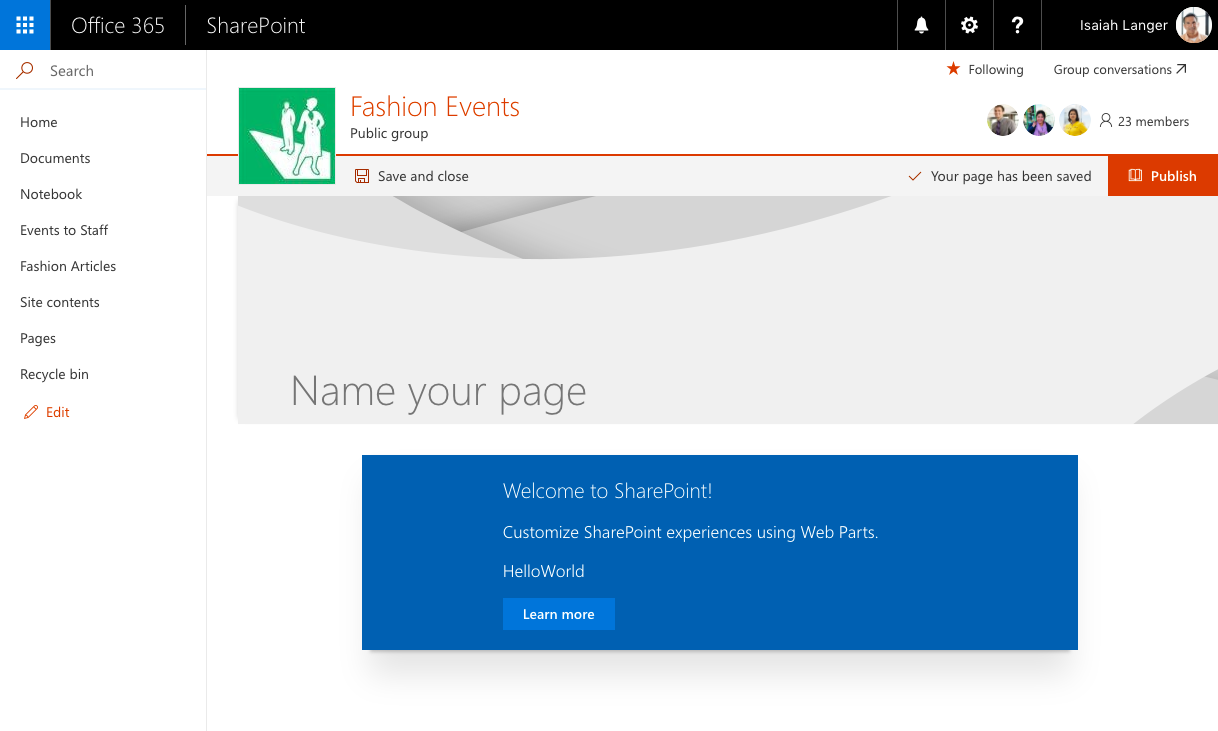 Office 365
SharePoint
?
Isaiah Langer
Search
Home
Documents
Notebook
Events to Staff
Fashion Articles
Site contents
Pages
Recycle bin
Edit
Following
Group conversations
Fashion Events
Public group
23 members
Save and close
Your page has been saved
Publish
Name your page
Welcome to SharePoint!
Customize SharePoint experiences using Web Parts.
HelloWorld
Learn more